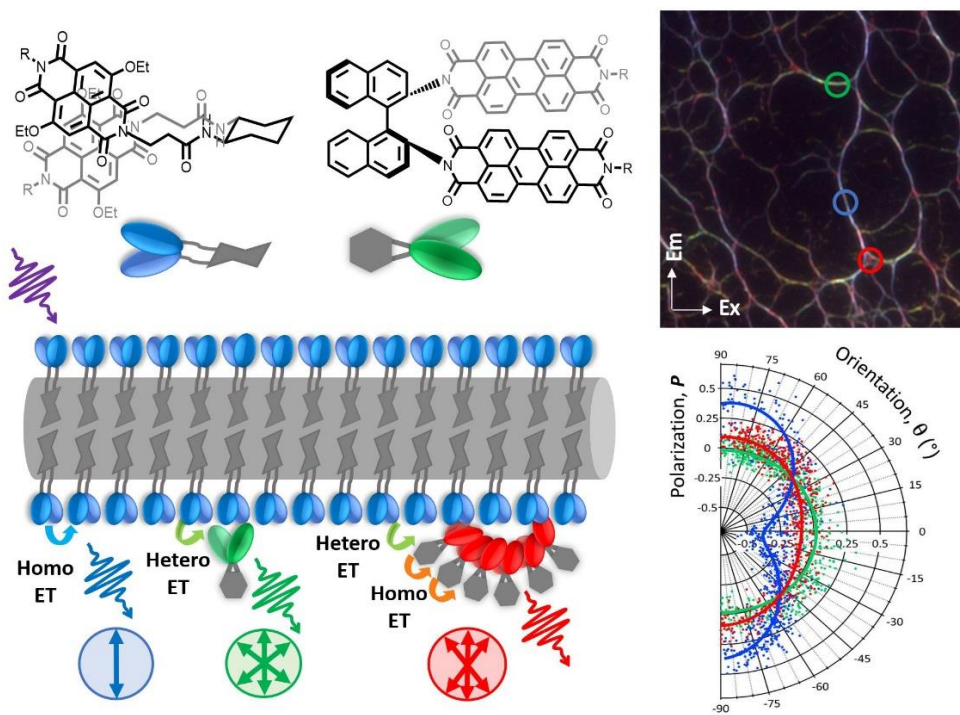 O
R
N
O
OEt
OEt
O
O
O
OEt
O
N
N
N
H
N
H
O
O
N
R
O
OEt
O
OEt
O
O
N
N
R
O
O
O
O
N
N
R
O
O
Em
Ex
Homo
ET
Hetero
ET
Hetero
ET
Homo
ET
Polarization, P
Orientation, θ (°)
90
75
60
45
30
15
0
-15
-30
-45
-60
-75
-90
0.5
0.25
0
-0.25
-0.5
0.25
0.5